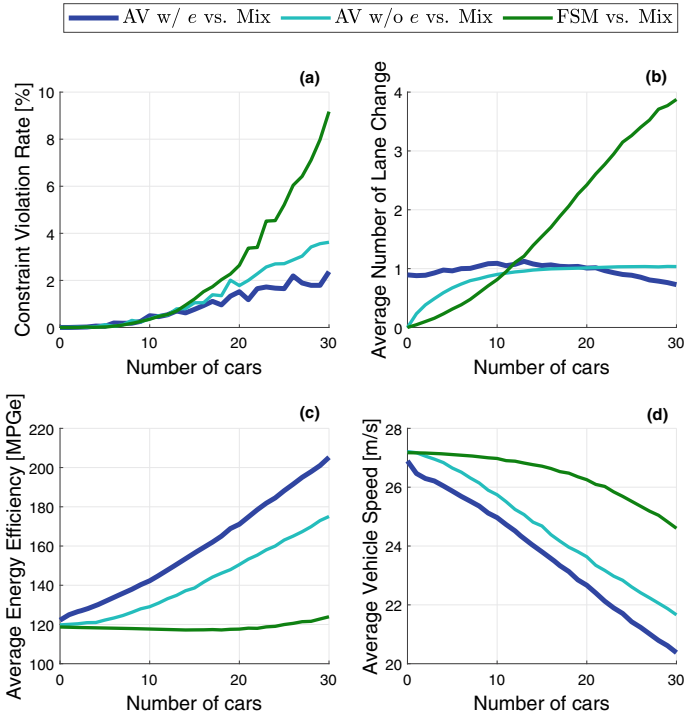 AV w/ e vs. Mix AV w/o e vs. Mix FSM vs. Mix
(a)
Constraint Violation Rate [%]
10
8
6
4
2
0
0 10 20 30
Number of cars
(b)
Average Number of Lane Change
4
3
2
1
0
0 10 20 30
Number of cars
(c)
Average Energy Efficiency [MPGe]
220
200
180
160
140
120
100
0 10 20 30
Number of cars
(d)
Average Vehicle Speed [m/s]
28
26
24
22
20
0 10 20 30
Number of cars